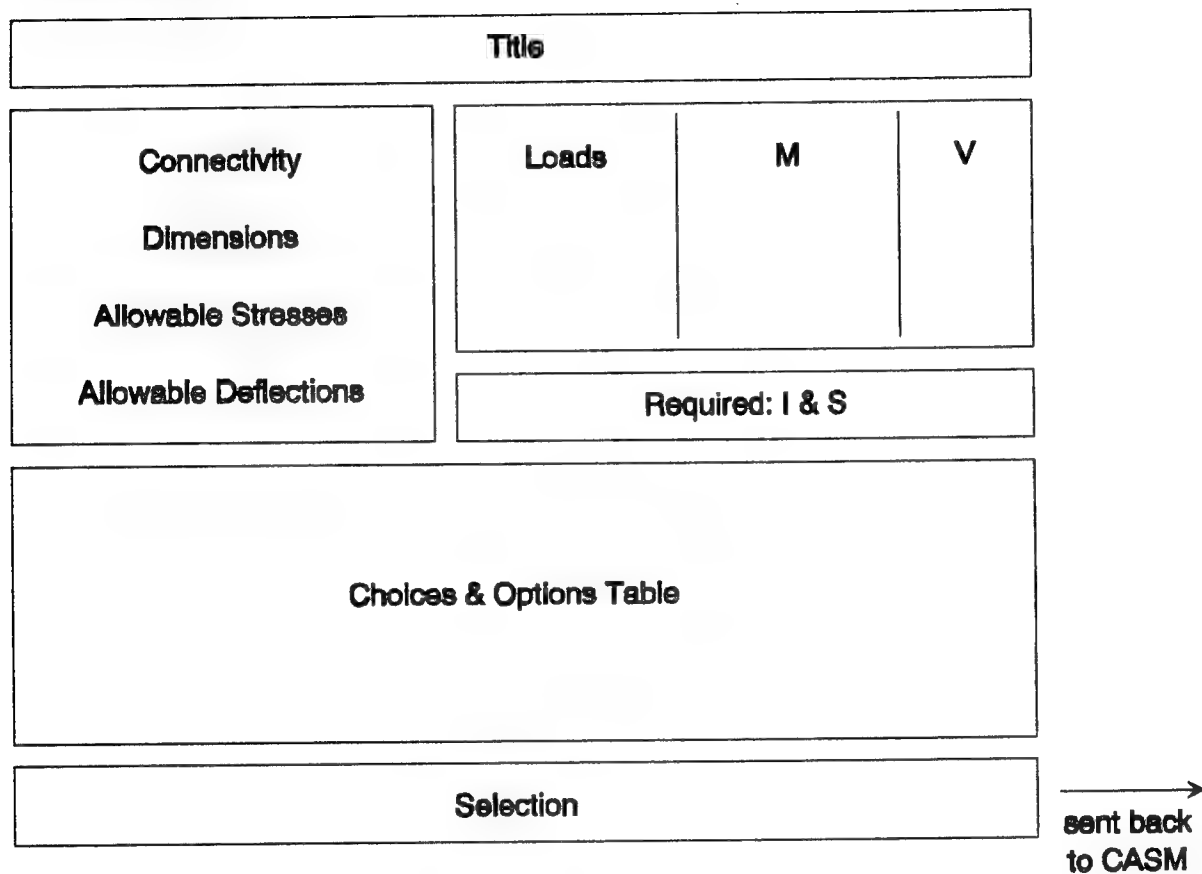 Title
Connectivity
Dimensions
Allowable Stresses
Allowable Deflections
Loads
M
V
Required: I & S
Choices & Options Table
Selection
sent back
to CASM